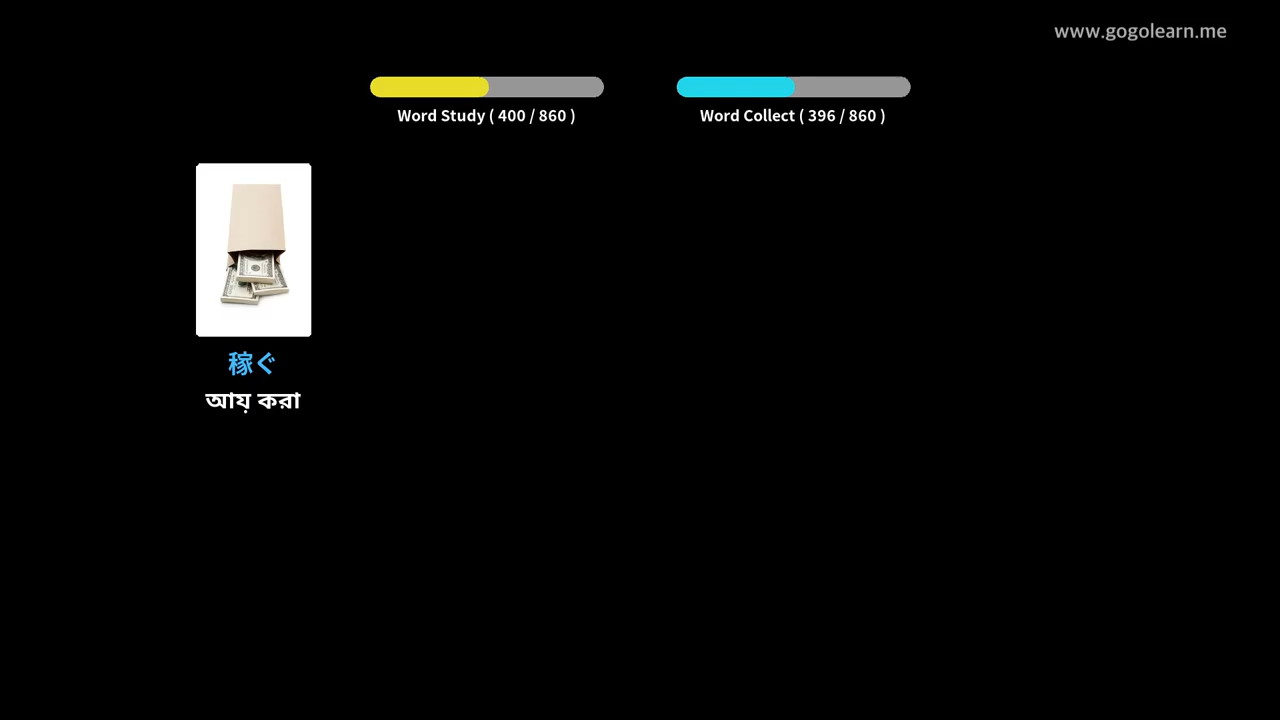 www.gogolearn.me
Word Study ( 400 / 860 )
Word Collect ( 396 / 860 )
稼ぐ
আয় করা